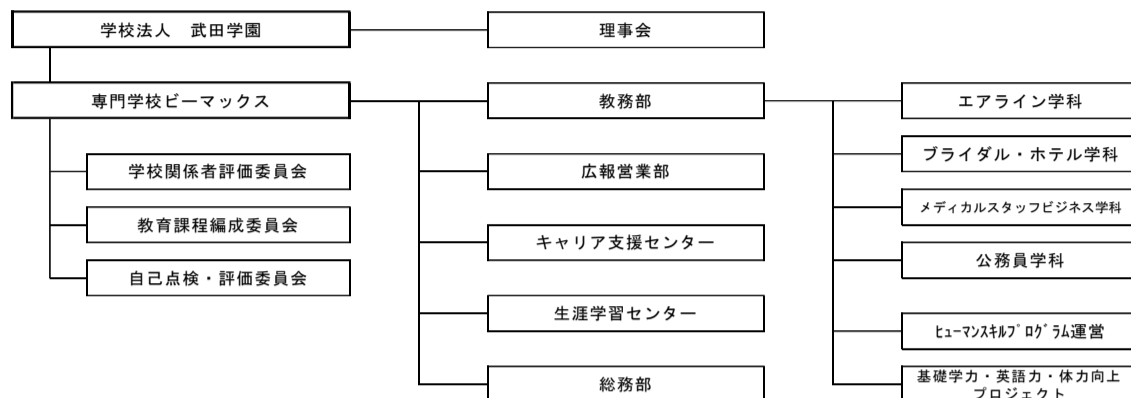 学校法人　武田学園
理事会
専門学校ビーマックス
教務部
エアライン学科
ブライダル・ホテル学科
学校関係者評価委員会
広報営業部
メディカルスタッフビジネス学科
教育課程編成委員会
キャリア支援センター
公務員学科
自己点検・評価委員会
生涯学習センター
ﾋｭｰﾏﾝｽｷﾙﾌﾟﾛｸﾞﾗﾑ運営
総務部
基礎学力・英語力・体力向上
プロジェクト